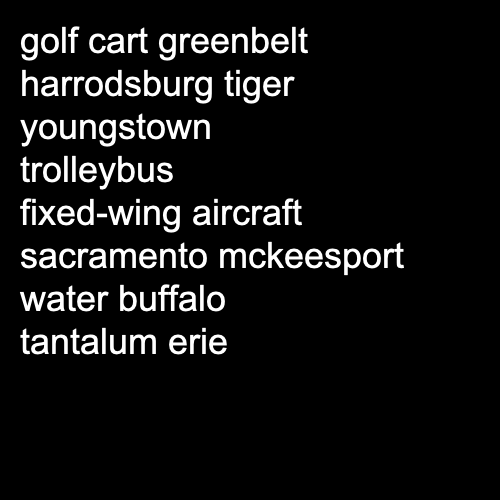 golf cart greenbelt
harrodsburg tiger
youngstown
trolleybus
fixed-wing aircraft
sacramento mckeesport
water buffalo
tantalum erie